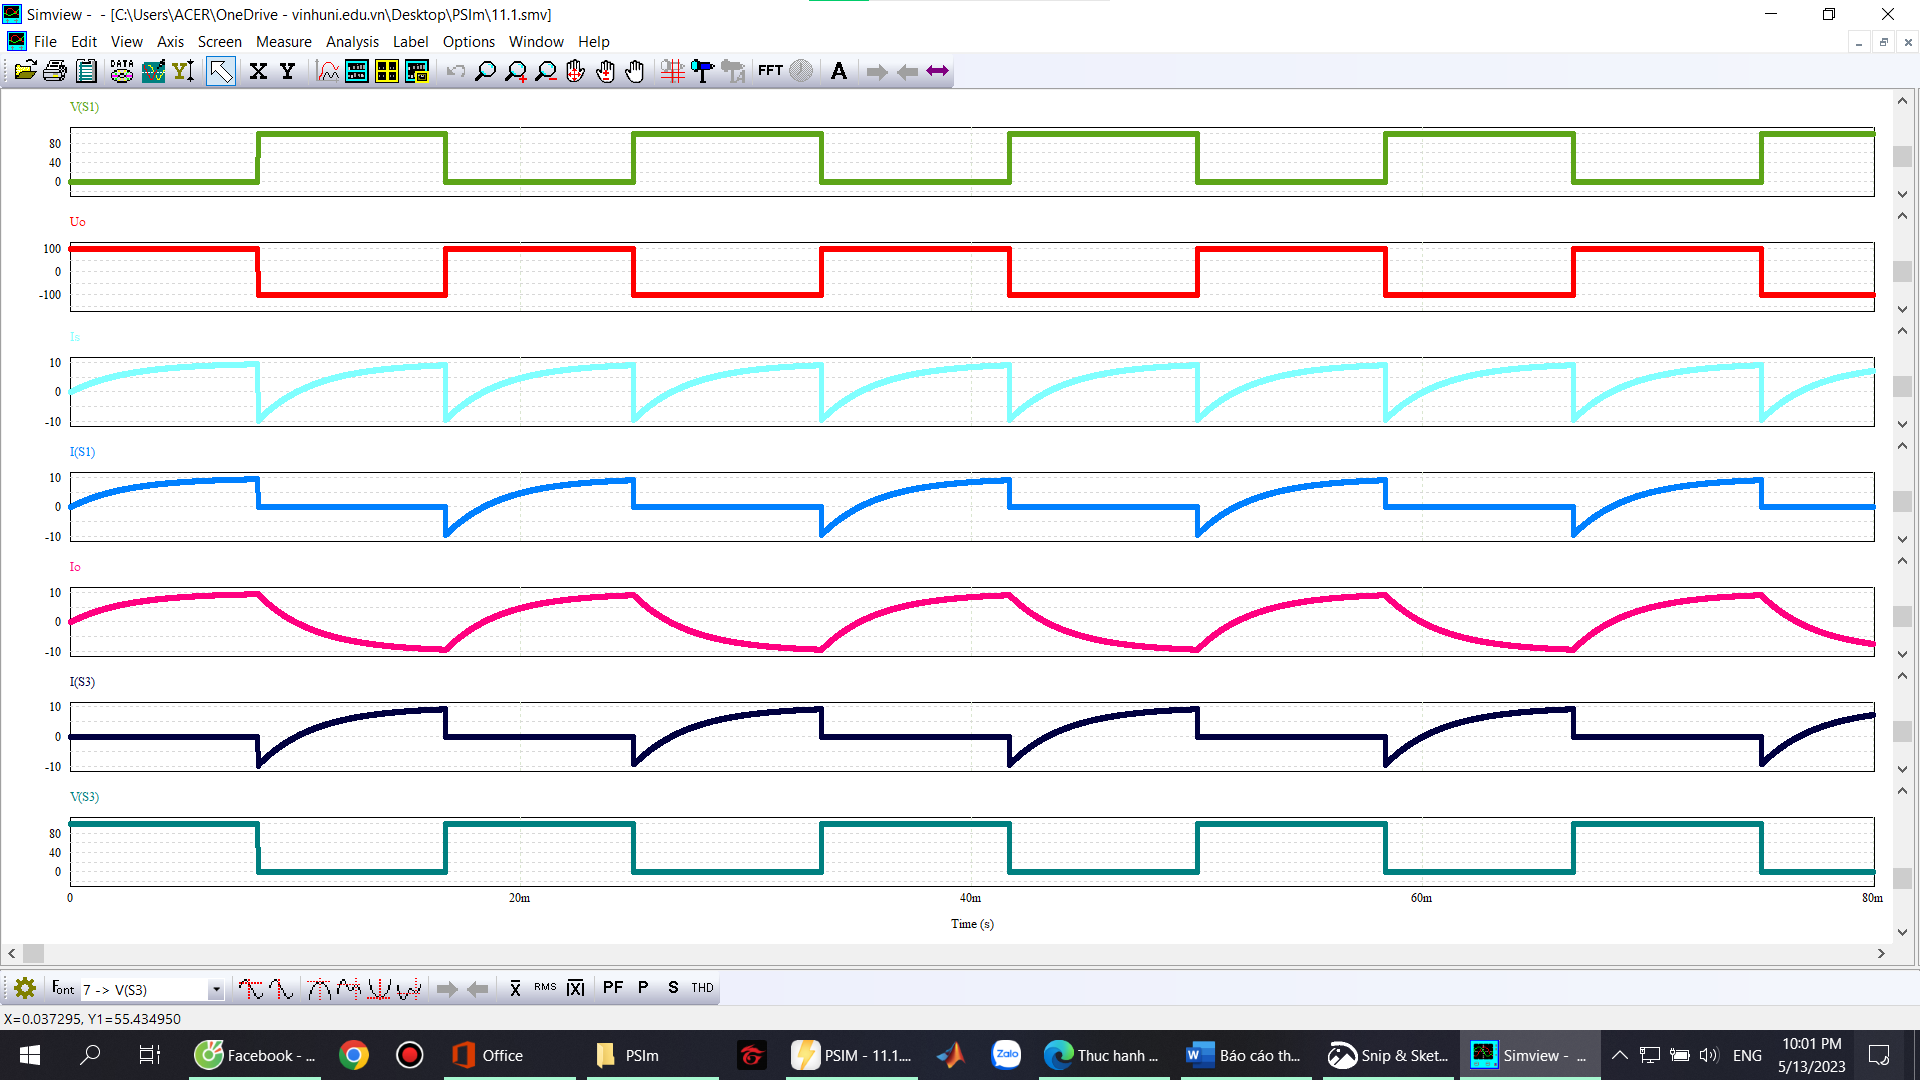 Simview - - [C:\Users\ACER\OneDrive - vinhuni.edu.vn\Desktop\PSIm\11.1.smv]
File Edit View Axis Screen Measure Analysis Label Options Window Help
DATA Y X Y FFT A
V(S1)
80
40
0
Uo
100
0
-100
Is
10
0
-10
I(S1)
10
0
-10
Io
10
0
-10
I(S3)
10
0
-10
V(S3)
80
40
0
0 20m 40m 60m 80m
Time (s)
Font 7 -> V(S3) x RMS |x| PF P S THD
X=0.037295, Y1=55.434950
Facebook - ... Office PSIm PSIM - 11.1.... Zalo Thuc hanh ... Báo cáo th... Snip & Sket... Simview - ... ENG 10:01 PM
5/13/2023